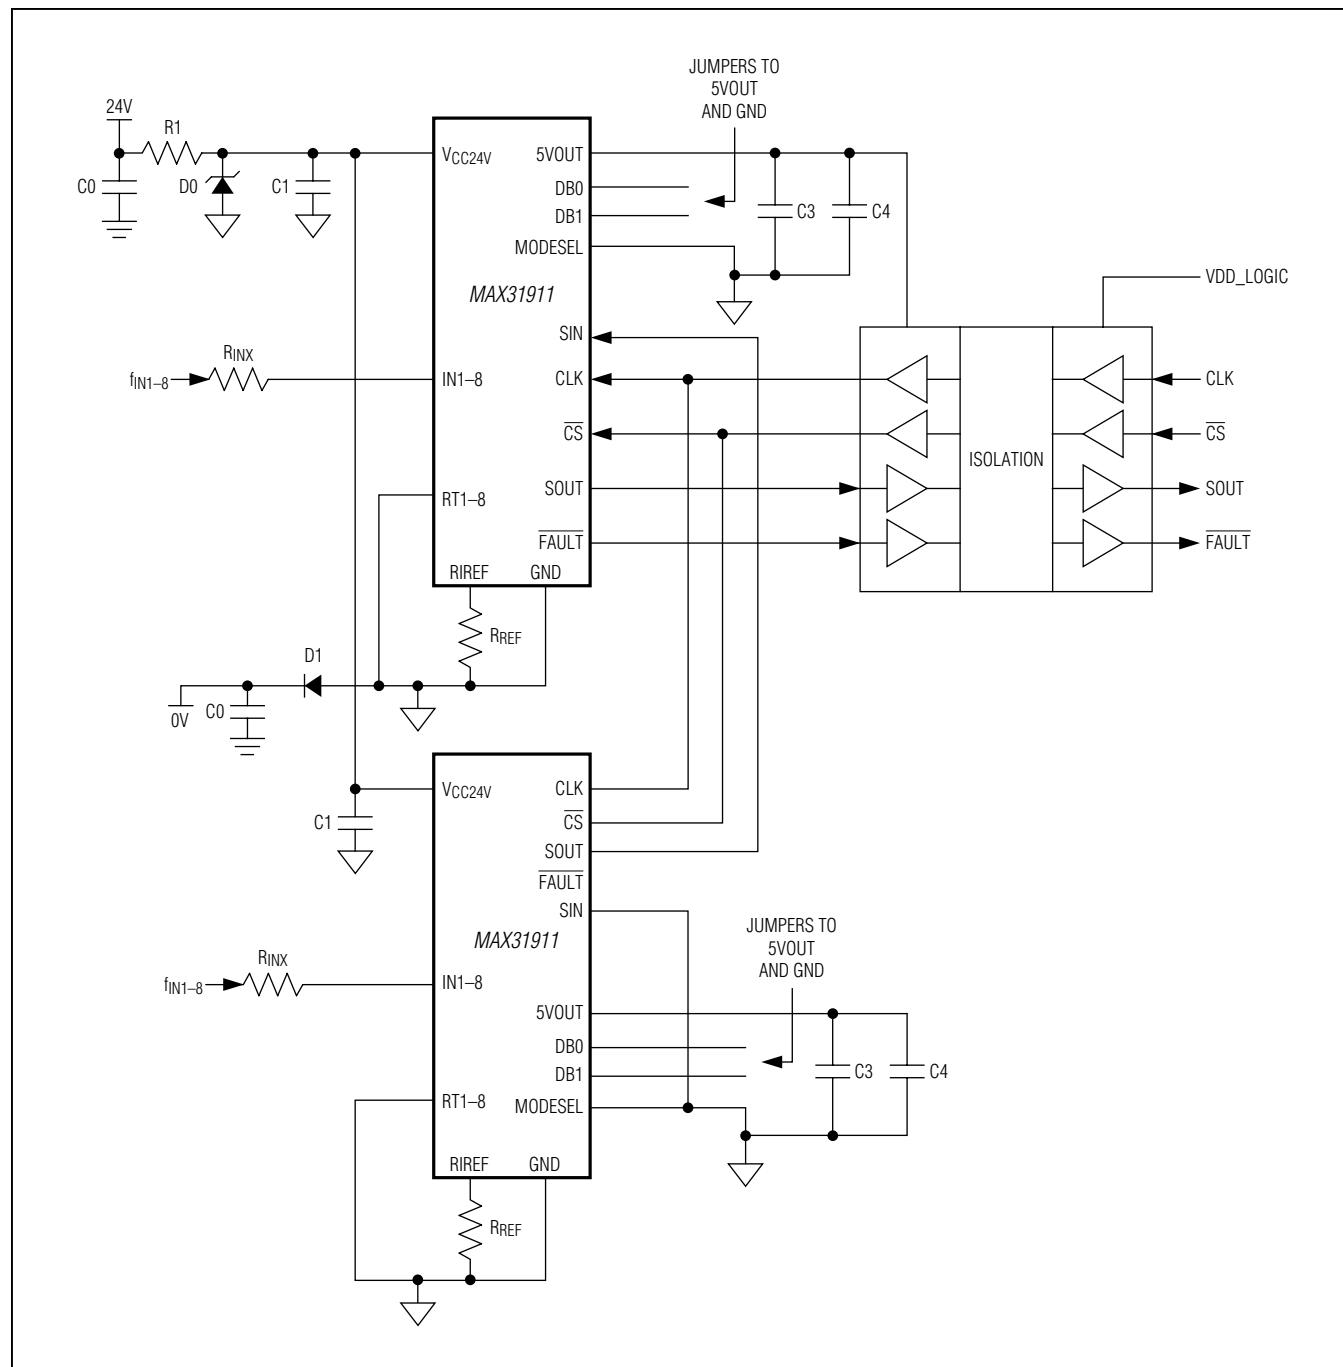 JUMPERS TO
5VOUT
AND GND
24V
R1
C0
D0
C1
VCC24V
5VOUT
DB0
DB1
MODESEL
C3
C4
MAX31911
VDD_LOGIC
SIN
fIN1–8
RINX
IN1–8
CLK
CLK
CS
CS
ISOLATION
RT1–8
SOUT
SOUT
FAULT
FAULT
RIREF
GND
RREF
D1
0V
C0
VCC24V
CLK
C1
CS
SOUT
FAULT
SIN
MAX31911
JUMPERS TO
5VOUT
AND GND
fIN1–8
RINX
IN1–8
5VOUT
DB0
DB1
C3
C4
RT1–8
MODESEL
RIREF
GND
RREF